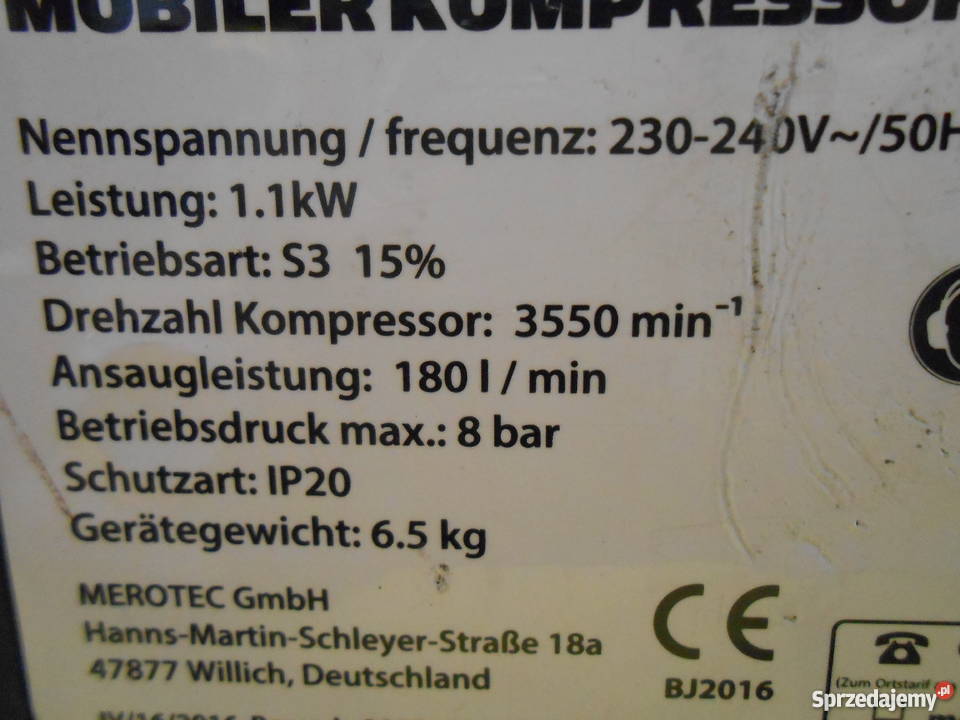 MOBILER KOMPRESSOR
Nennspannung / frequenz: 230-240V~/50H
Leistung: 1.1kW
Betriebsart: S3 15%
Drehzahl Kompressor: 3550 min⁻¹
Ansaugleistung: 180 l / min
Betriebsdruck max.: 8 bar
Schutzart: IP20
Gerätegewicht: 6.5 kg
MEROTEC GmbH
Hanns-Martin-Schleyer-Straße 18a
47877 Willich, Deutschland
CE
BJ2016
(Zum Ortstarif
Sprzedajemy.pl